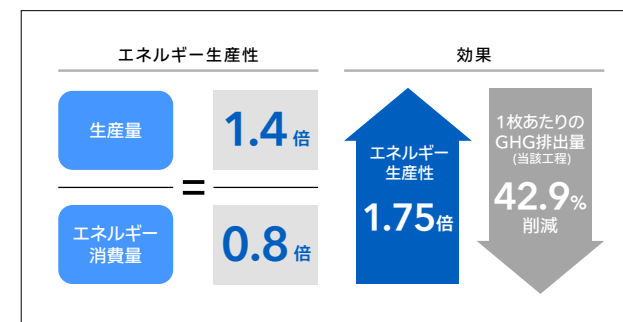 エネルギー生産性
効果
生産量
1.4倍
=
エネルギー
消費量
0.8倍
エネルギー
生産性
1.75倍
1枚あたりの
GHG排出量
(当該工程)
42.9%
削減